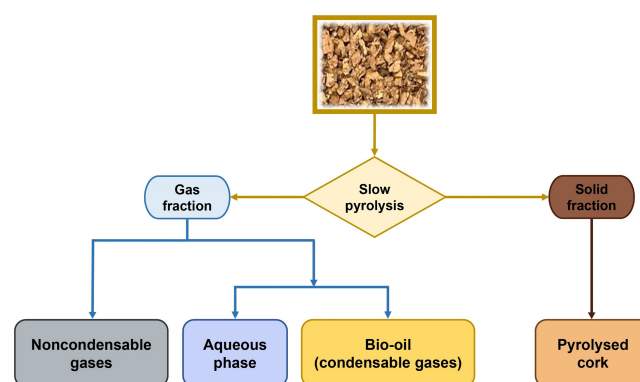 Gas
fraction
Slow
pyrolysis
Solid
fraction
Noncondensable
gases
Aqueous
phase
Bio-oil
(condensable gases)
Pyrolysed
cork